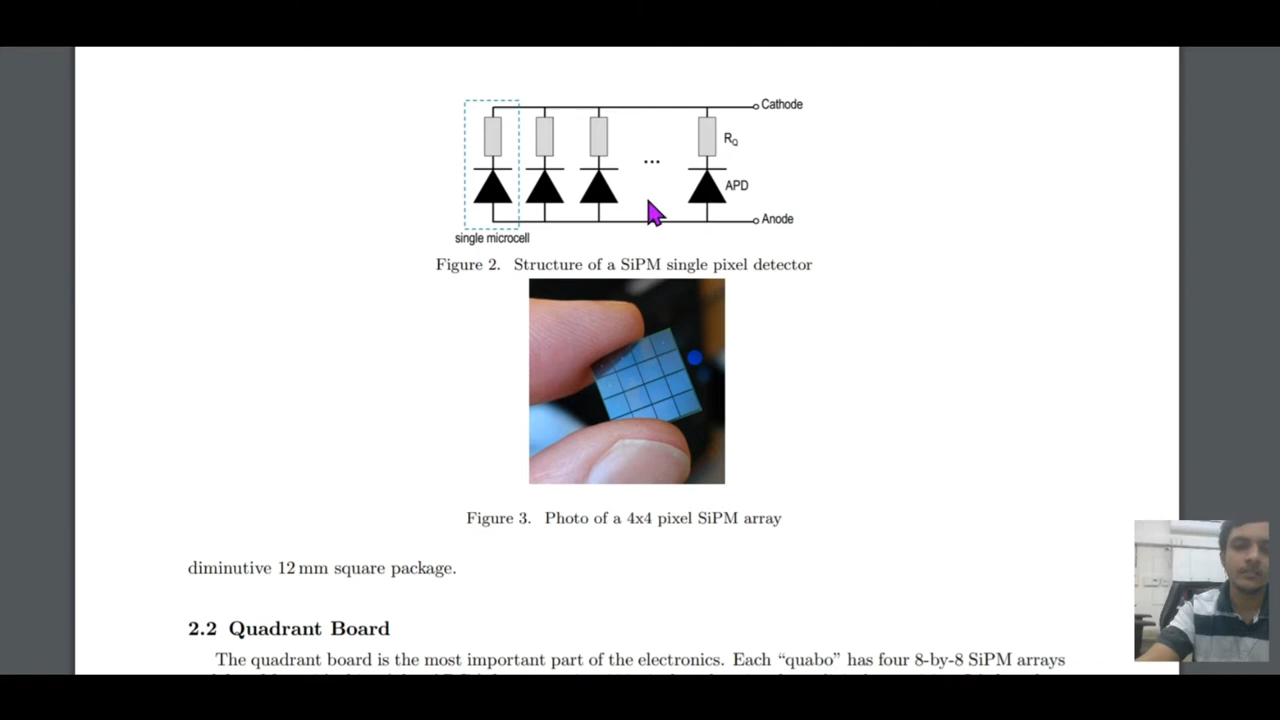 Cathode
R_Q
...
APD
Anode
single microcell
Figure 2. Structure of a SiPM single pixel detector
Figure 3. Photo of a 4x4 pixel SiPM array
diminutive 12 mm square package.
2.2 Quadrant Board
The quadrant board is the most important part of the electronics. Each “quabo” has four 8-by-8 SiPM arrays